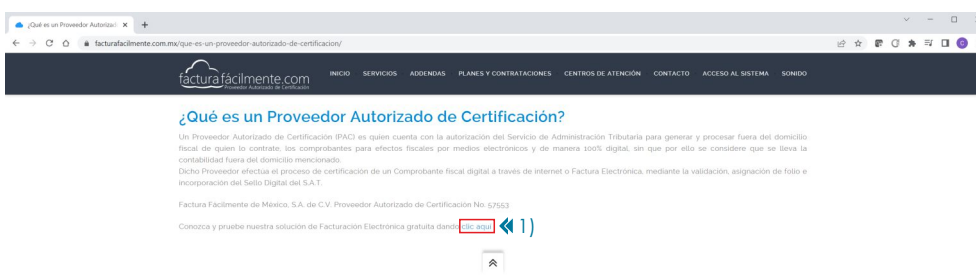 ¿Qué es un Proveedor Autorizad
facturafacilmente.com.mx/que-es-un-proveedor-autorizado-de-certificacion/
factura fácilmente.com
Proveedor Autorizado de Certificación
INICIO SERVICIOS ADDENDAS PLANES Y CONTRATACIONES CENTROS DE ATENCIÓN CONTACTO ACCESO AL SISTEMA SONIDO
¿Qué es un Proveedor Autorizado de Certificación?
Un Proveedor Autorizado de Certificación (PAC) es quien cuenta con la autorización del Servicio de Administración Tributaria para generar y procesar fuera del domicilio
fiscal de quien lo contrate, los comprobantes para efectos fiscales por medios electrónicos y de manera 100% digital, sin que por ello se considere que se lleva la
contabilidad fuera del domicilio mencionado.
Dicho Proveedor efectúa el proceso de certificación de un Comprobante fiscal digital a través de internet o Factura Electrónica, mediante la validación, asignación de folio e
incorporación del Sello Digital del S.A.T.
Factura Fácilmente de México, S.A. de C.V. Proveedor Autorizado de Certificación No. 57553
Conozca y pruebe nuestra solución de Facturación Electrónica gratuita dando clic aquí 1)